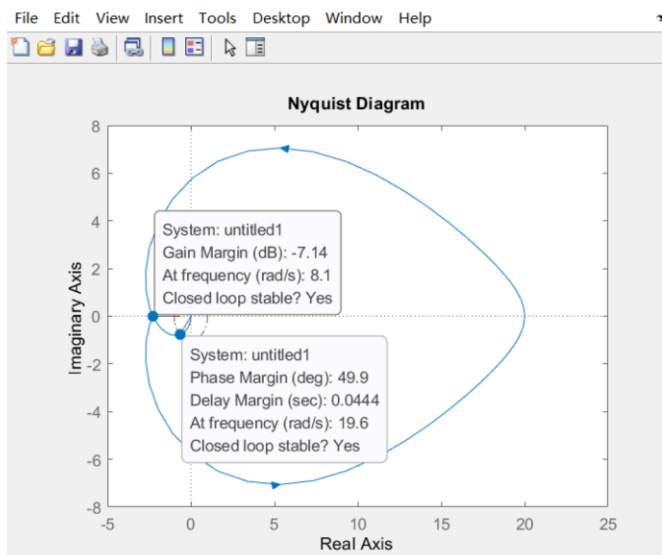 File Edit View Insert Tools Desktop Window Help
Nyquist Diagram
8
6
4
2
0
-2
-4
-6
-8
Imaginary Axis
System: untitled1
Gain Margin (dB): -7.14
At frequency (rad/s): 8.1
Closed loop stable? Yes
System: untitled1
Phase Margin (deg): 49.9
Delay Margin (sec): 0.0444
At frequency (rad/s): 19.6
Closed loop stable? Yes
-5 0 5 10 15 20 25
Real Axis